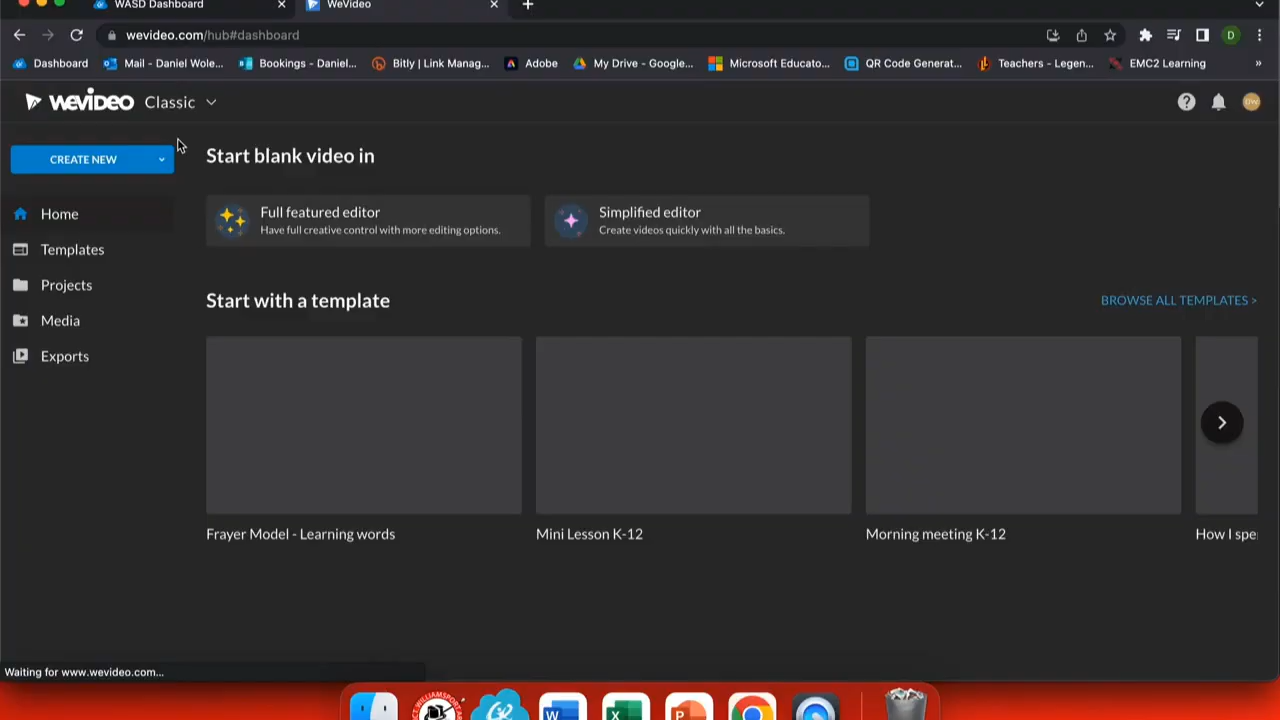 WASD Dashboard
WeVideo
wevideo.com/hub#dashboard
D
Dashboard
Mail - Daniel Wole...
Bookings - Daniel...
Bitly | Link Manag...
Adobe
My Drive - Google...
Microsoft Educato...
QR Code Generat...
Teachers - Legen...
EMC2 Learning
»
WEVIDEO Classic
DW
CREATE NEW
Start blank video in
Home
Full featured editor
Have full creative control with more editing options.
Simplified editor
Create videos quickly with all the basics.
Templates
Projects
Media
Exports
Start with a template
BROWSE ALL TEMPLATES >
Frayer Model - Learning words
Mini Lesson K-12
Morning meeting K-12
How I spe
Waiting for www.wevideo.com...
W
X
P